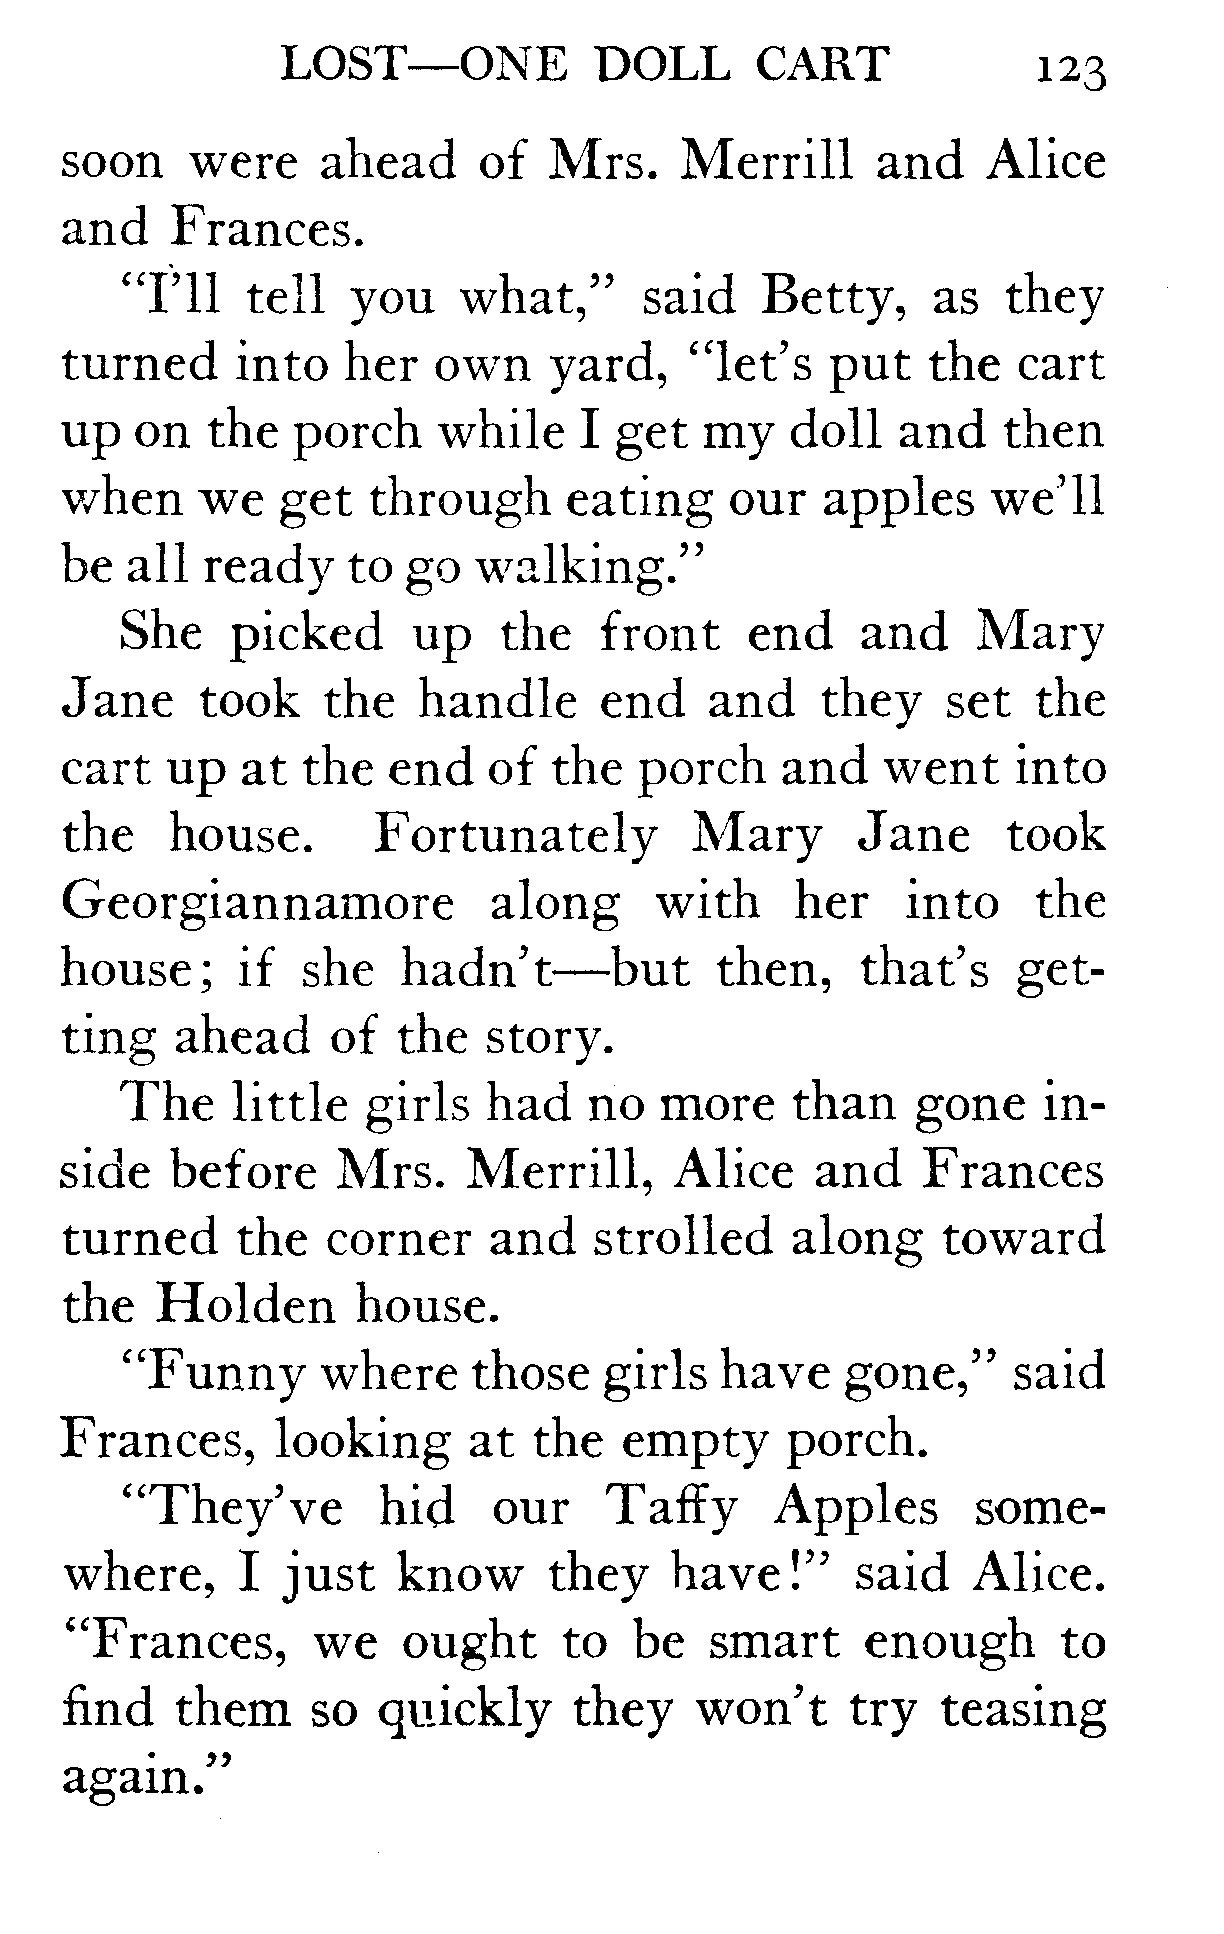 LOST—ONE DOLL CART 123
soon were ahead of Mrs. Merrill and Alice
and Frances.
"I'll tell you what," said Betty, as they
turned into her own yard, "let's put the cart
up on the porch while I get my doll and then
when we get through eating our apples we'll
be all ready to go walking."
She picked up the front end and Mary
Jane took the handle end and they set the
cart up at the end of the porch and went into
the house. Fortunately Mary Jane took
Georgiannamore along with her into the
house; if she hadn't—but then, that's get-
ting ahead of the story.
The little girls had no more than gone in-
side before Mrs. Merrill, Alice and Frances
turned the corner and strolled along toward
the Holden house.
"Funny where those girls have gone," said
Frances, looking at the empty porch.
"They've hid our Taffy Apples some-
where, I just know they have!" said Alice.
"Frances, we ought to be smart enough to
find them so quickly they won't try teasing
again."